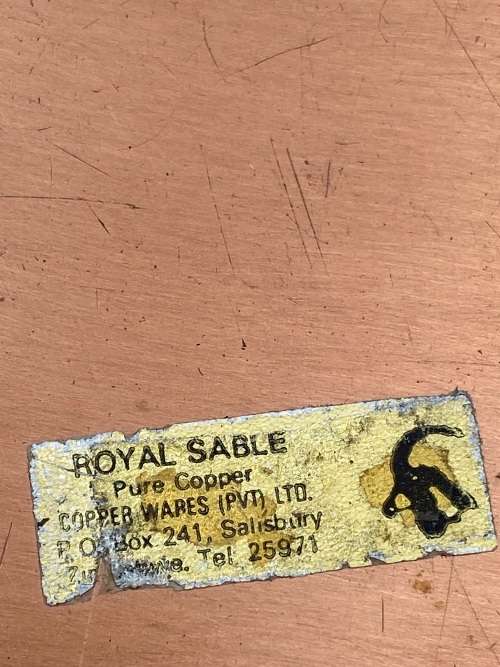 ROYAL SABLE
Pure Copper
COPPER WARES (PVT) LTD.
P. O. Box 241, Salisbury
Tel 25971